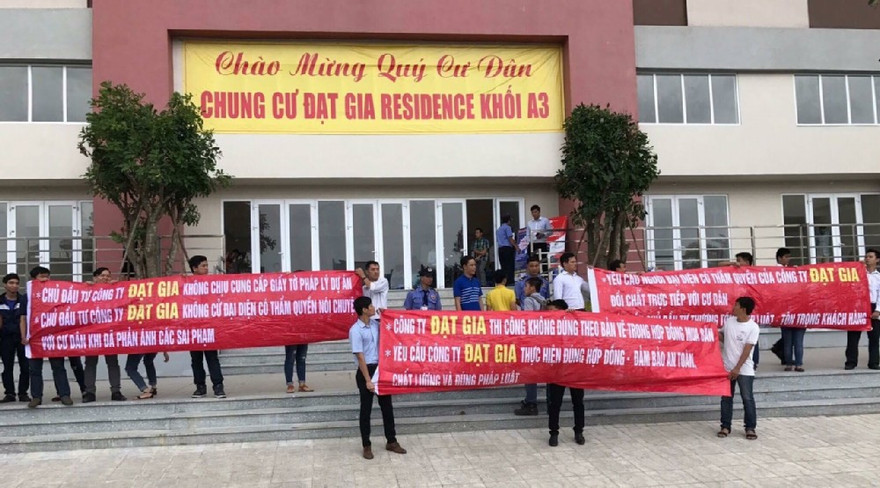 Chào Mừng Quý Cư Dân
CHUNG CƯ ĐẠT GIA RESIDENCE KHỐI A3
* CHỦ ĐẦU TƯ CÔNG TY ĐẠT GIA KHÔNG CHỊU CUNG CẤP GIẤY TỜ PHÁP LÝ DỰ ÁN
* CHỦ ĐẦU TƯ CÔNG TY ĐẠT GIA KHÔNG CỬ ĐẠI DIỆN CÓ THẨM QUYỀN NÓI CHUYỆN
VỚI CƯ DÂN KHI ĐÃ PHẢN ÁNH CÁC SAI PHẠM
* CÔNG TY ĐẠT GIA THI CÔNG KHÔNG ĐÚNG THEO BẢN VẼ TRONG HỢP ĐỒNG MUA BÁN
* YÊU CẦU CÔNG TY ĐẠT GIA THỰC HIỆN ĐÚNG HỢP ĐỒNG - ĐẢM BẢO AN TOÀN,
CHẤT LƯỢNG VÀ ĐÚNG PHÁP LUẬT
* YÊU CẦU NGƯỜI ĐẠI DIỆN CÓ THẨM QUYỀN CỦA CÔNG TY ĐẠT GIA
ĐỐI CHẤT TRỰC TIẾP VỚI CƯ DÂN
ĐẦU TƯ THƯỢNG TÔN LUẬT - TÔN TRỌNG KHÁCH HÀNG